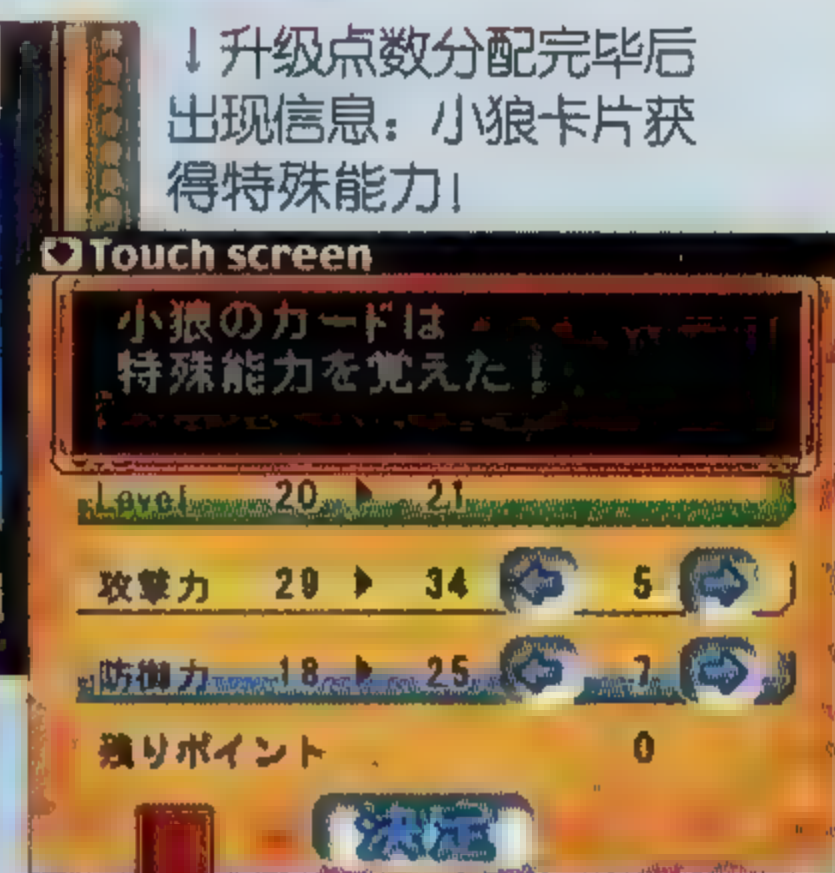 ↓升级点数分配完毕后
出现信息：小狼卡片获
得特殊能力！
Touch screen
小狼のカードは
特殊能力を覚えた！
Level 20 ▶ 21
攻撃力 29 ▶ 34 5
防御力 18 ▶ 25 7
残りポイント 0
決定